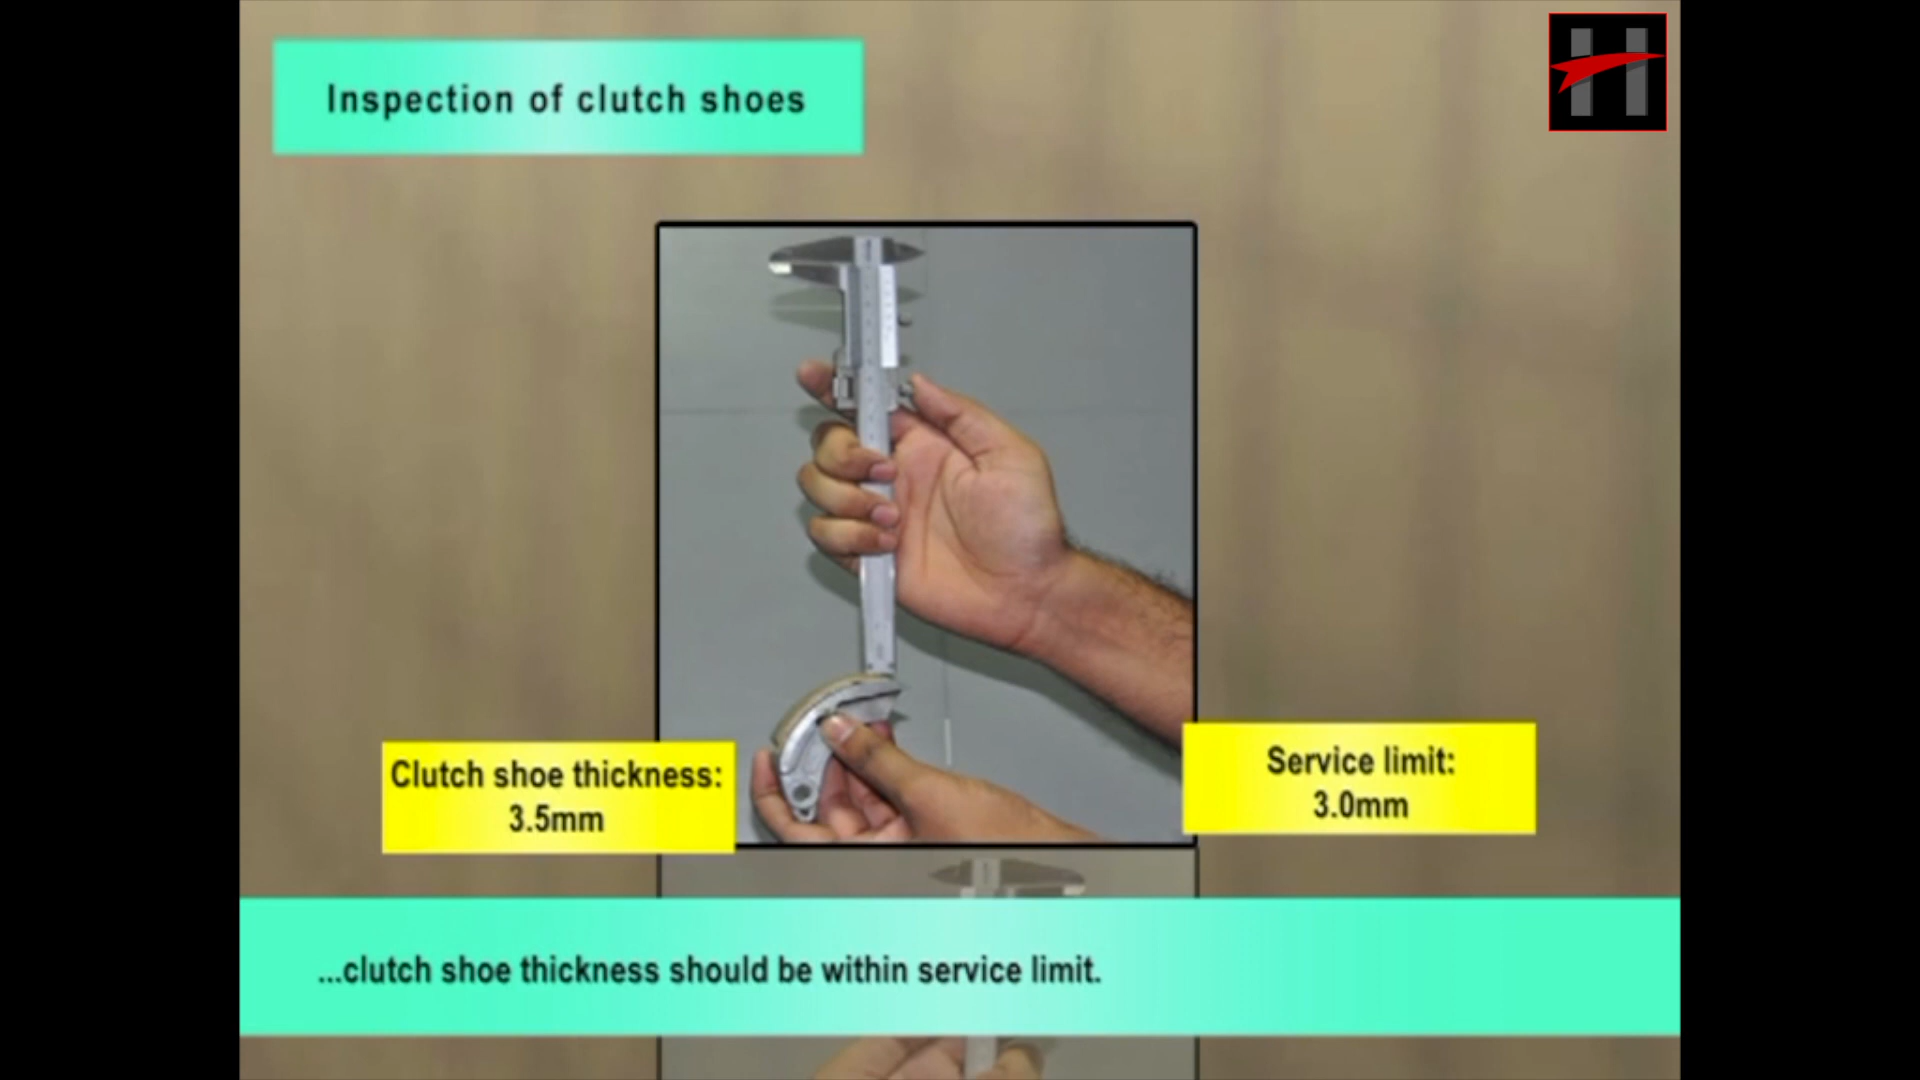 Inspection of clutch shoes
Clutch shoe thickness:
3.5mm
Service limit:
3.0mm
...clutch shoe thickness should be within service limit.